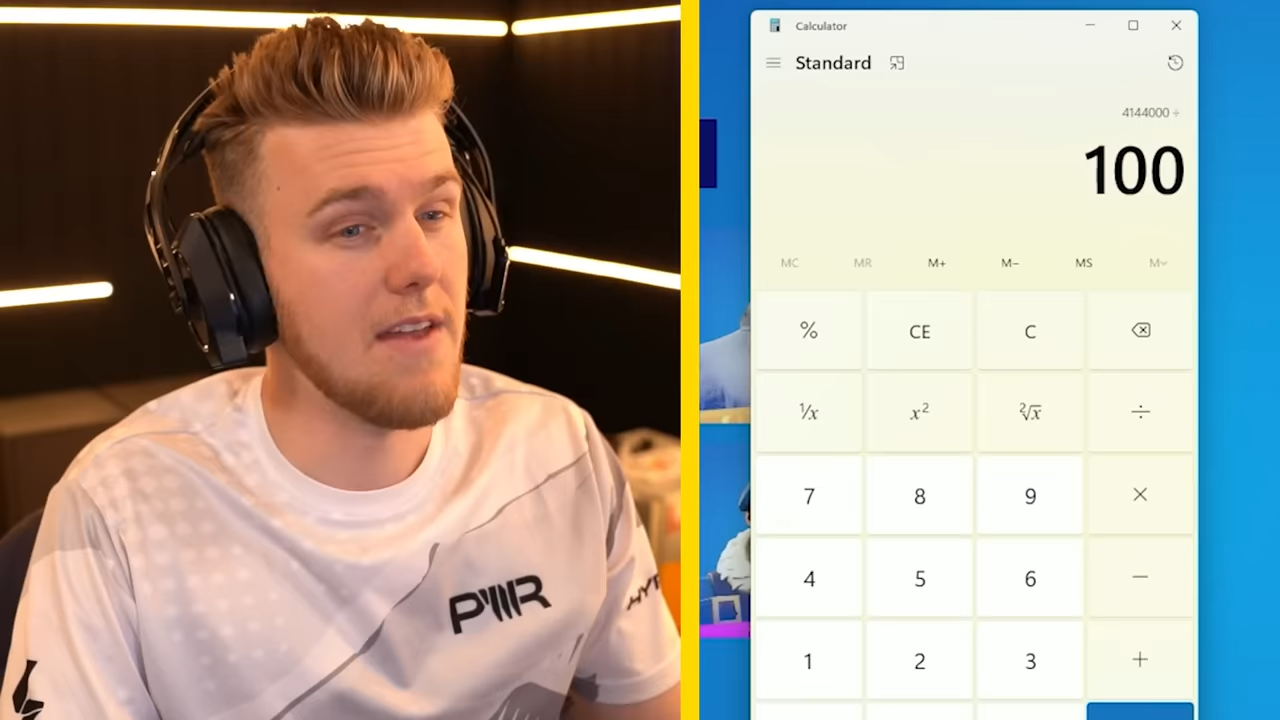 PWR
HYP
Calculator
Standard
4144000 ÷
100
MC MR M+ M− MS M
% CE C
1/x x² ²√x ÷
7 8 9 ×
4 5 6 −
1 2 3 +